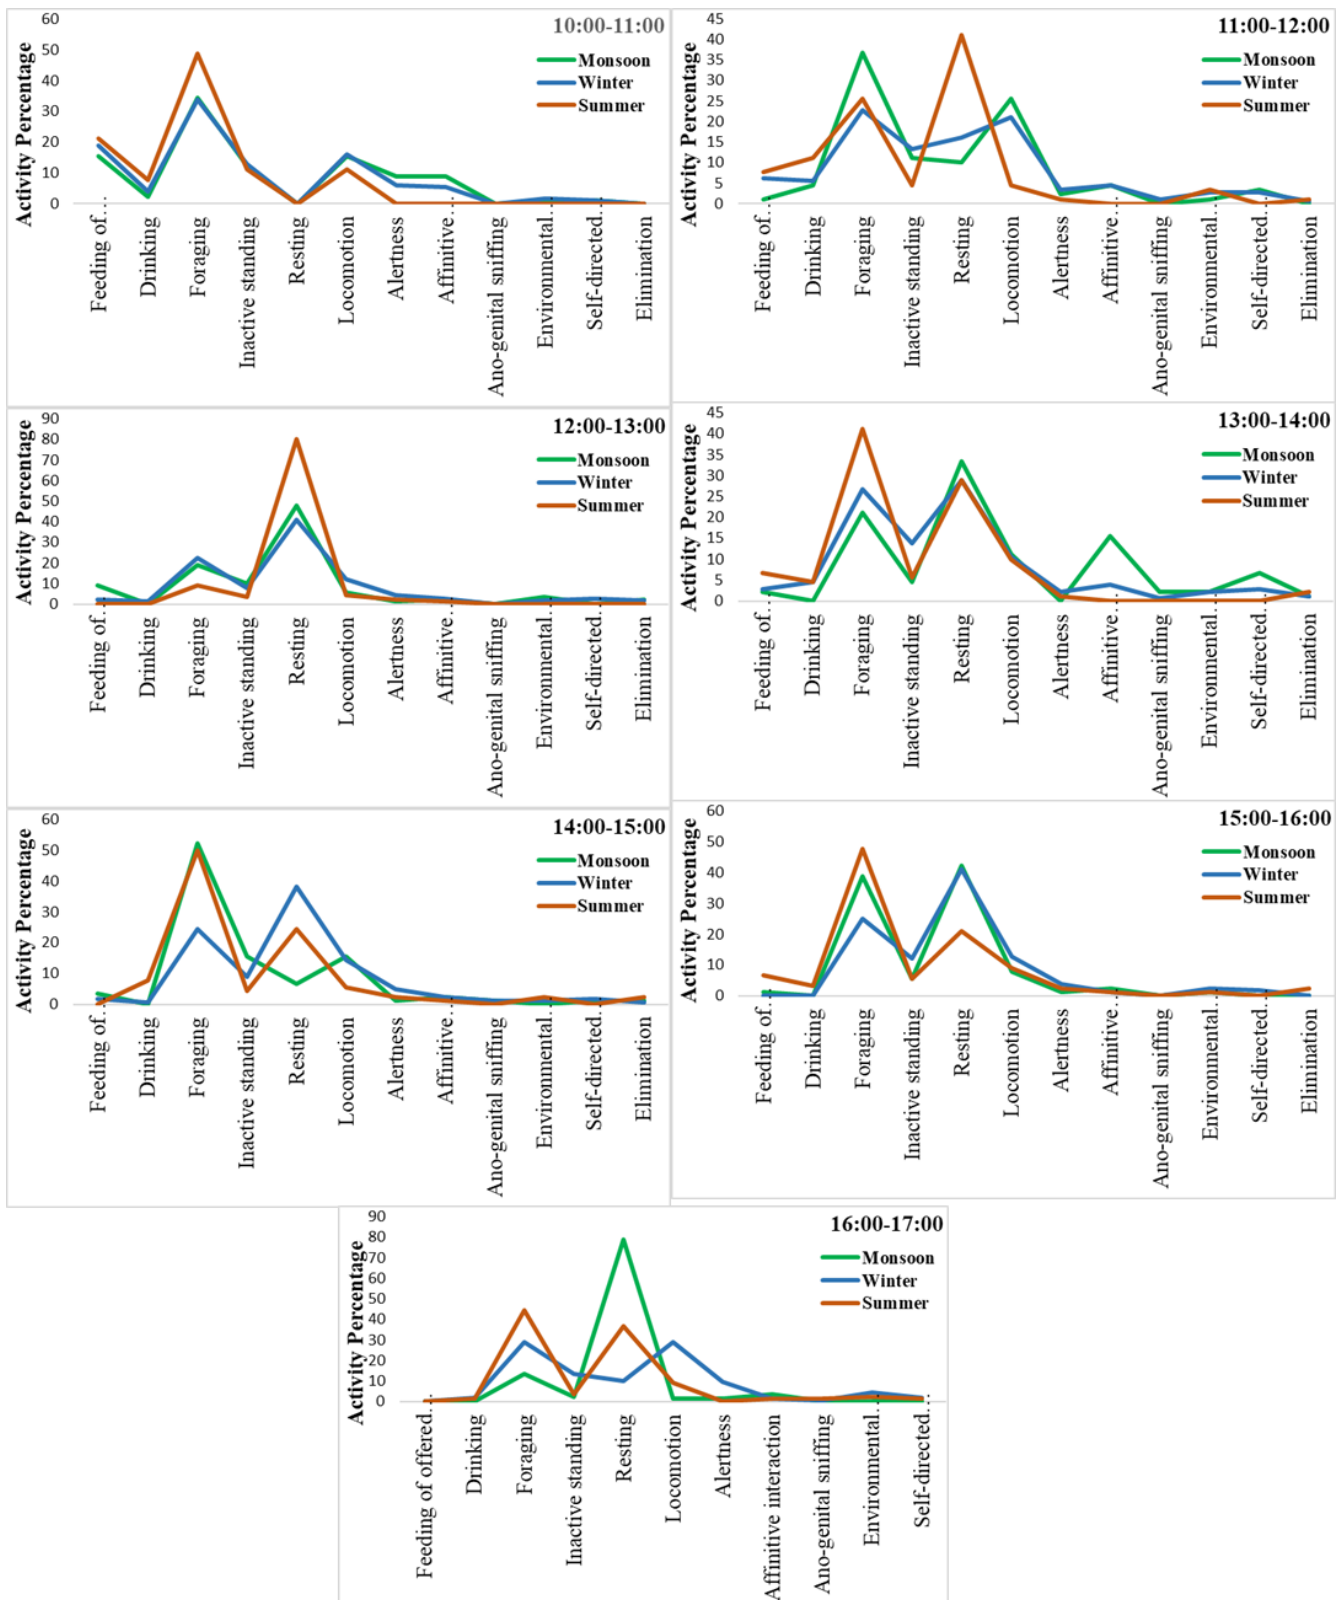 10:00-11:00
Activity Percentage
60
50
40
30
20
10
0
Monsoon
Winter
Summer
Feeding of…
Drinking
Foraging
Inactive standing
Resting
Locomotion
Alertness
Affinitive…
Ano-genital sniffing
Environmental…
Self-directed…
Elimination
11:00-12:00
Activity Percentage
45
40
35
30
25
20
15
10
5
0
Monsoon
Winter
Summer
Feeding of…
Drinking
Foraging
Inactive standing
Resting
Locomotion
Alertness
Affinitive…
Ano-genital sniffing
Environmental…
Self-directed…
Elimination
12:00-13:00
Activity Percentage
90
80
70
60
50
40
30
20
10
0
Monsoon
Winter
Summer
Feeding of…
Drinking
Foraging
Inactive standing
Resting
Locomotion
Alertness
Affinitive…
Ano-genital sniffing
Environmental…
Self-directed…
Elimination
13:00-14:00
Activity Percentage
45
40
35
30
25
20
15
10
5
0
Monsoon
Winter
Summer
Feeding of…
Drinking
Foraging
Inactive standing
Resting
Locomotion
Alertness
Affinitive…
Ano-genital sniffing
Environmental…
Self-directed…
Elimination
14:00-15:00
Activity Percentage
60
50
40
30
20
10
0
Monsoon
Winter
Summer
Feeding of…
Drinking
Foraging
Inactive standing
Resting
Locomotion
Alertness
Affinitive…
Ano-genital sniffing
Environmental…
Self-directed…
Elimination
15:00-16:00
Activity Percentage
60
50
40
30
20
10
0
Monsoon
Winter
Summer
Feeding of…
Drinking
Foraging
Inactive standing
Resting
Locomotion
Alertness
Affinitive…
Ano-genital sniffing
Environmental…
Self-directed…
Elimination
16:00-17:00
Activity Percentage
90
80
70
60
50
40
30
20
10
0
Monsoon
Winter
Summer
Feeding of offered…
Drinking
Foraging
Inactive standing
Resting
Locomotion
Alertness
Affinitive interaction
Ano-genital sniffing
Environmental…
Self-directed…